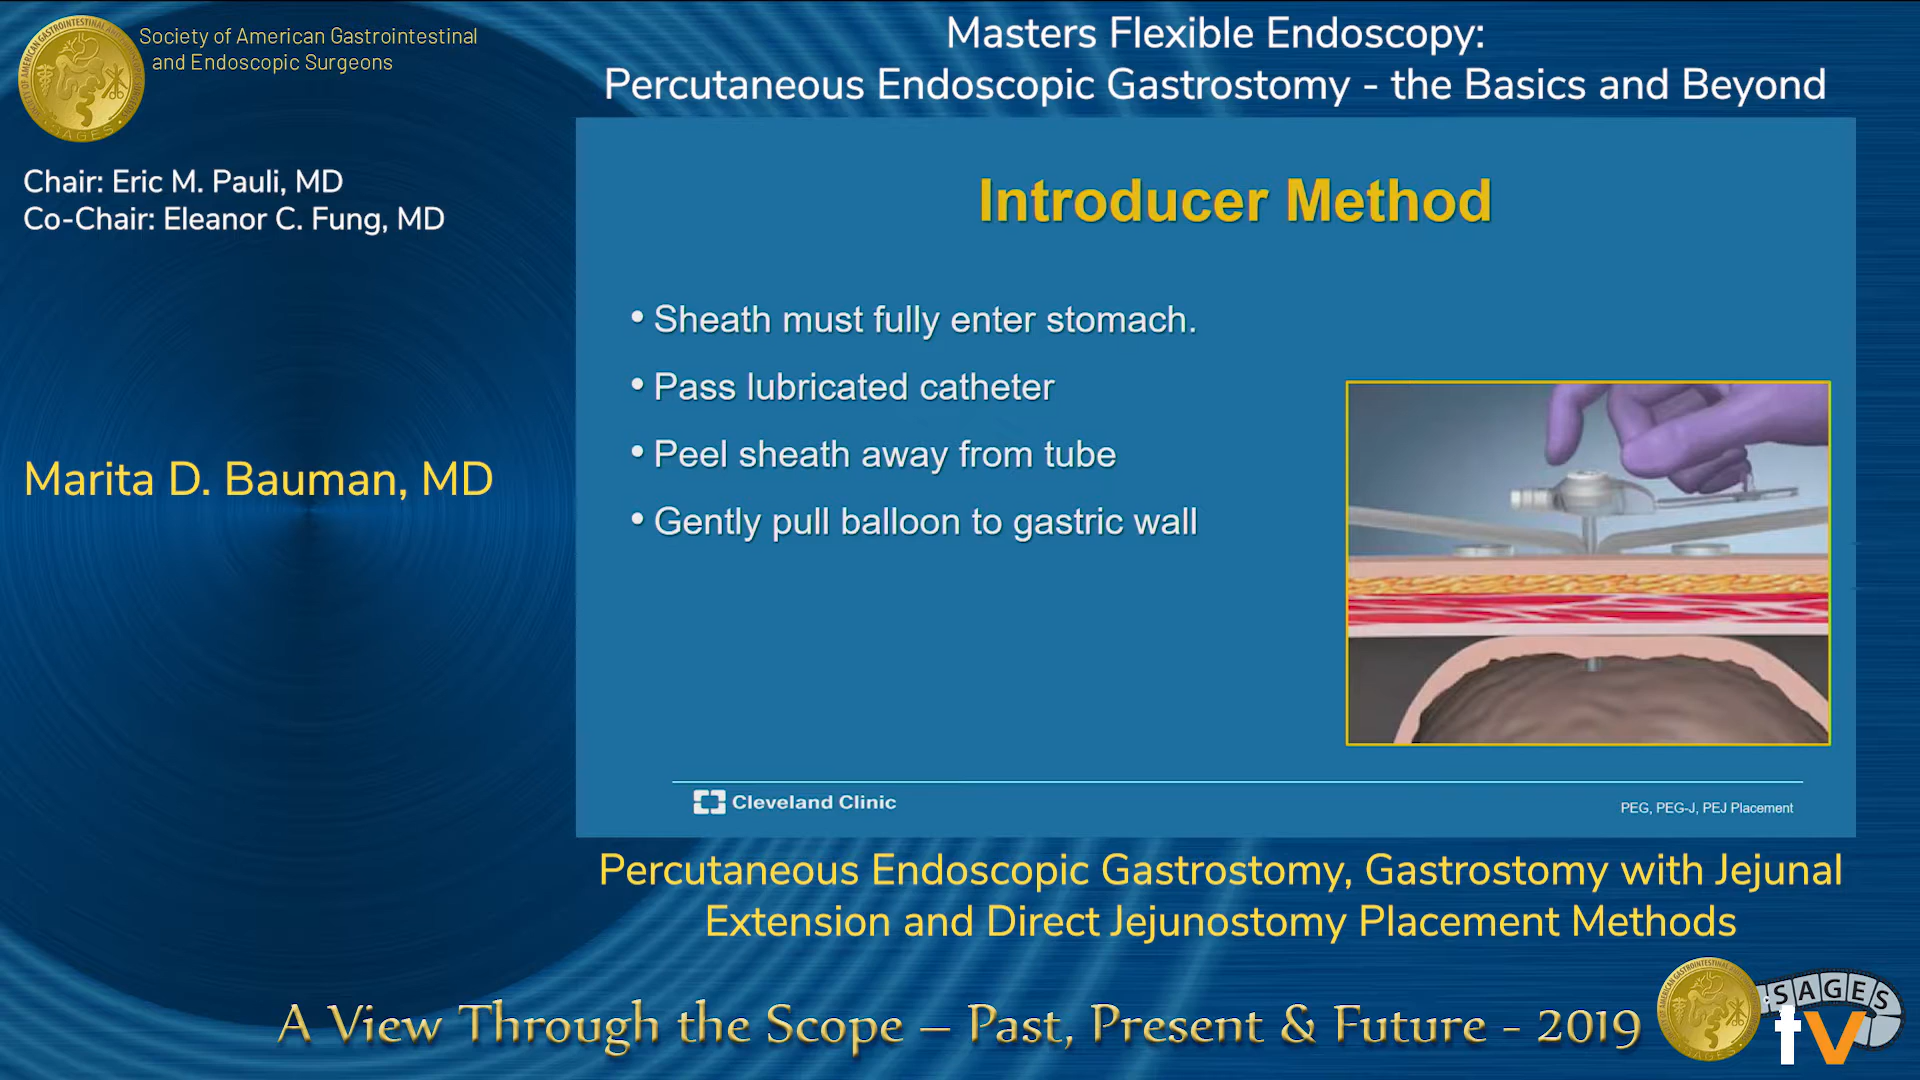 Society of American Gastrointestinal
and Endoscopic Surgeons
Masters Flexible Endoscopy:
Percutaneous Endoscopic Gastrostomy - the Basics and Beyond
Chair: Eric M. Pauli, MD
Co-Chair: Eleanor C. Fung, MD
Marita D. Bauman, MD
Introducer Method
• Sheath must fully enter stomach.
• Pass lubricated catheter
• Peel sheath away from tube
• Gently pull balloon to gastric wall
Cleveland Clinic
PEG, PEG-J, PEJ Placement
Percutaneous Endoscopic Gastrostomy, Gastrostomy with Jejunal
Extension and Direct Jejunostomy Placement Methods
A View Through the Scope – Past, Present & Future - 2019
SAGES
tv